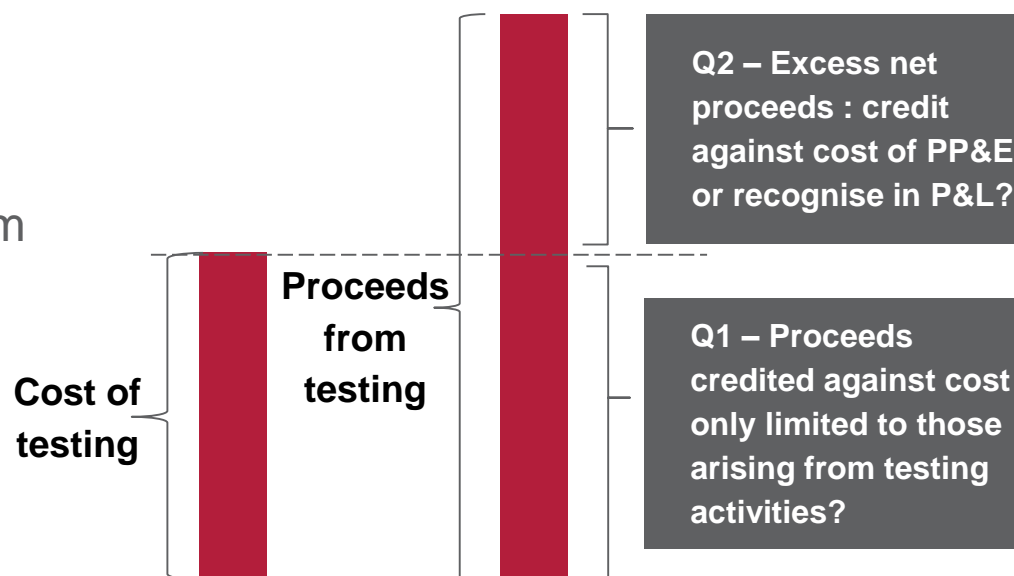 m
Cost of
testing
Proceeds
from
testing
Q2 – Excess net
proceeds : credit
against cost of PP&E
or recognise in P&L?
Q1 – Proceeds
credited against cost
only limited to those
arising from testing
activities?